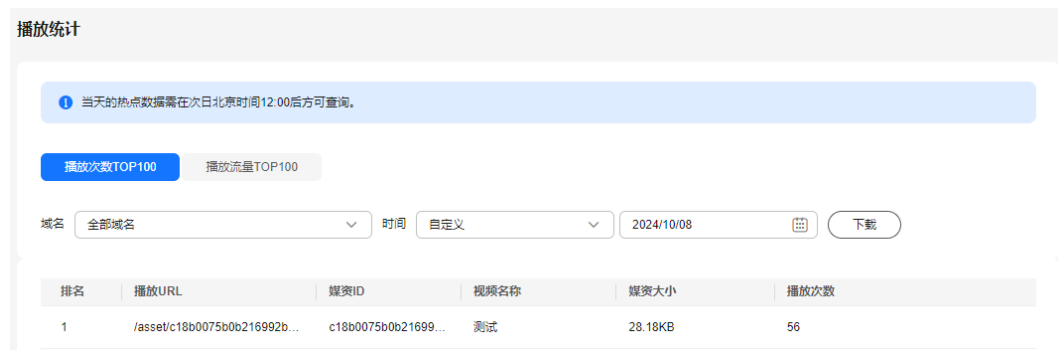 播放统计
当天的热点数据需在次日北京时间12:00后方可查询。
播放次数TOP100 播放流量TOP100
域名 全部域名 时间 自定义 2024/10/08 下载
排名 播放URL 媒资ID 视频名称 媒资大小 播放次数
1 /asset/c18b0075b0b216992b... c18b0075b0b21699... 测试 28.18KB 56